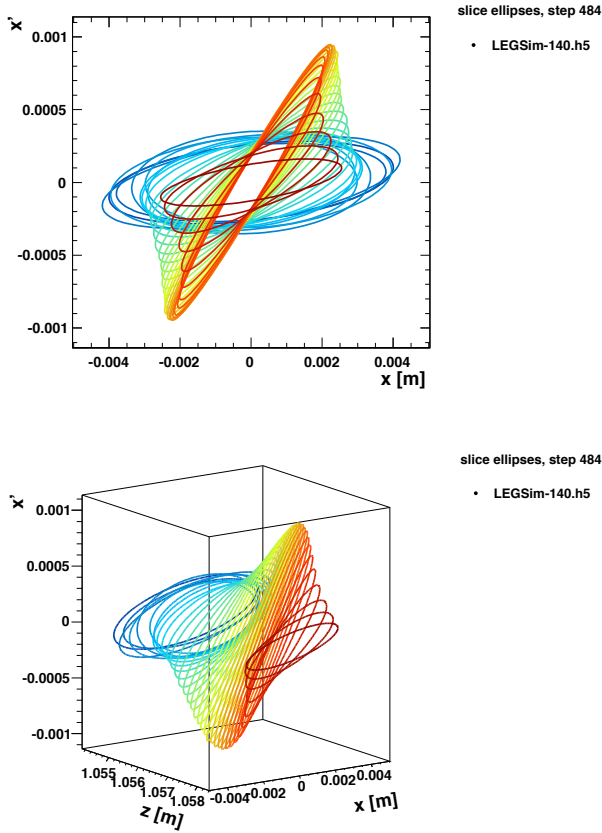 slice ellipses, step 484
• LEGSim-140.h5
x'
0.001
0.0005
0
-0.0005
-0.001
-0.004 -0.002 0 0.002 0.004
x [m]
slice ellipses, step 484
• LEGSim-140.h5
x'
0.001
0.0005
0
-0.0005
-0.001
1.055 1.056 1.057 1.058
z [m]
-0.004 -0.002 0 0.002 0.004
x [m]